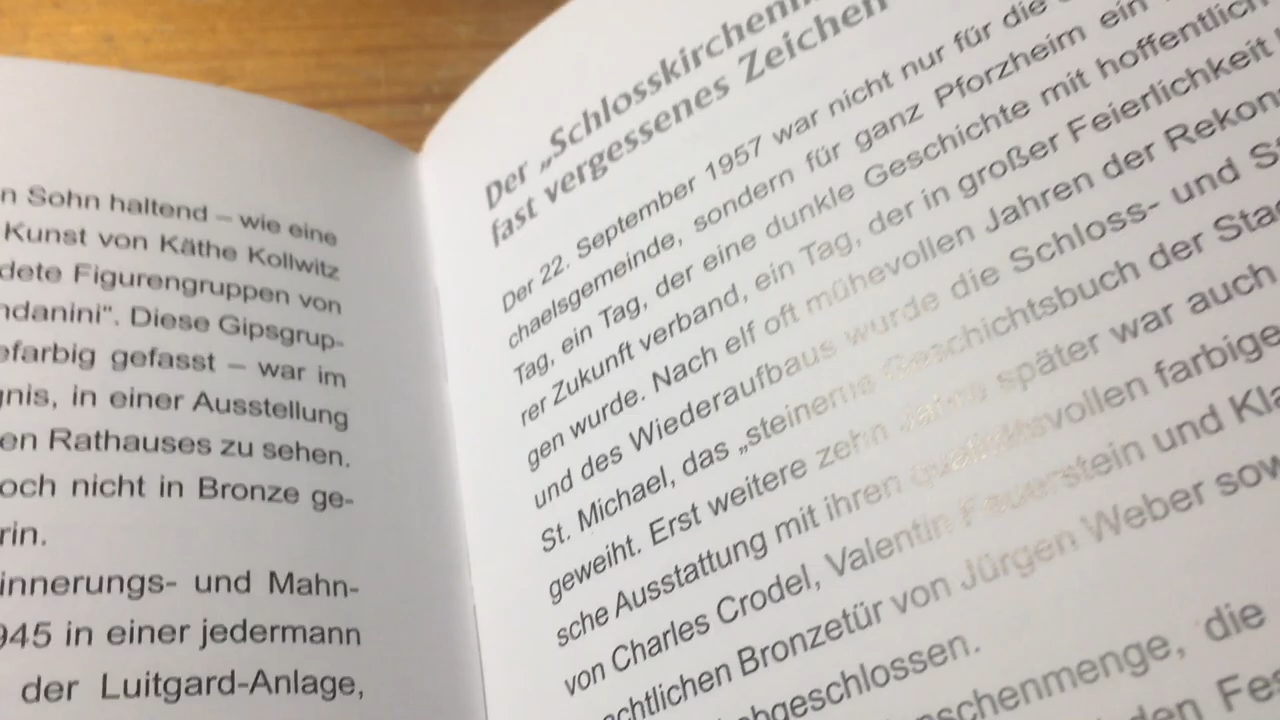 n Sohn haltend – wie eine
Kunst von Käthe Kollwitz
dete Figurengruppen von
ndanini“. Diese Gipsgrup-
efarbig gefasst – war im
gnis, in einer Ausstellung
en Rathauses zu sehen.
och nicht in Bronze ge-
rin.
innerungs- und Mahn-
945 in einer jedermann
der Luitgard-Anlage,
Der „Schlosskirchen
fast vergessenes Zeichen
Der 22. September 1957 war nicht nur für die
chaelsgemeinde, sondern für ganz Pforzheim ein
Tag, ein Tag, der eine dunkle Geschichte mit hoffentlich
rer Zukunft verband, ein Tag, der in großer Feierlichkeit
gen wurde. Nach elf oft mühevollen Jahren der Rekon
und des Wiederaufbaus wurde die Schloss- und St
St. Michael, das „steinerne Geschichtsbuch der Stad
geweiht. Erst weitere zehn Jahre später war auch
sche Ausstattung mit ihren qualitätsvollen farbige
von Charles Crodel, Valentin Feuerstein und Kla
chtlichen Bronzetür von Jürgen Weber sow
bgeschlossen.
schenmenge, die
den Fes